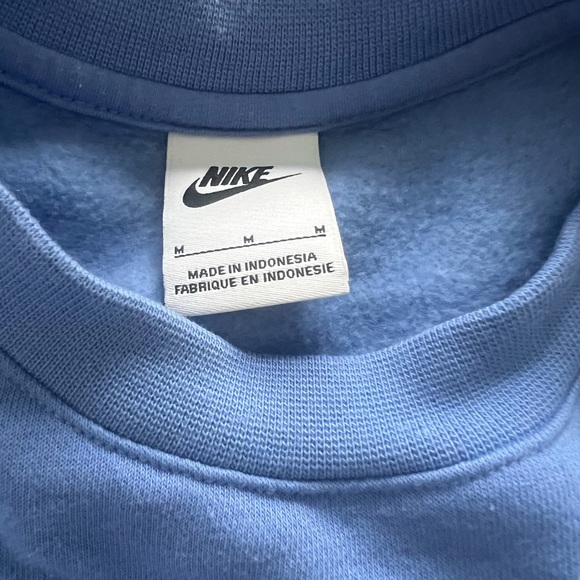 NIKE
M M M
MADE IN INDONESIA
FABRIQUE EN INDONESIE